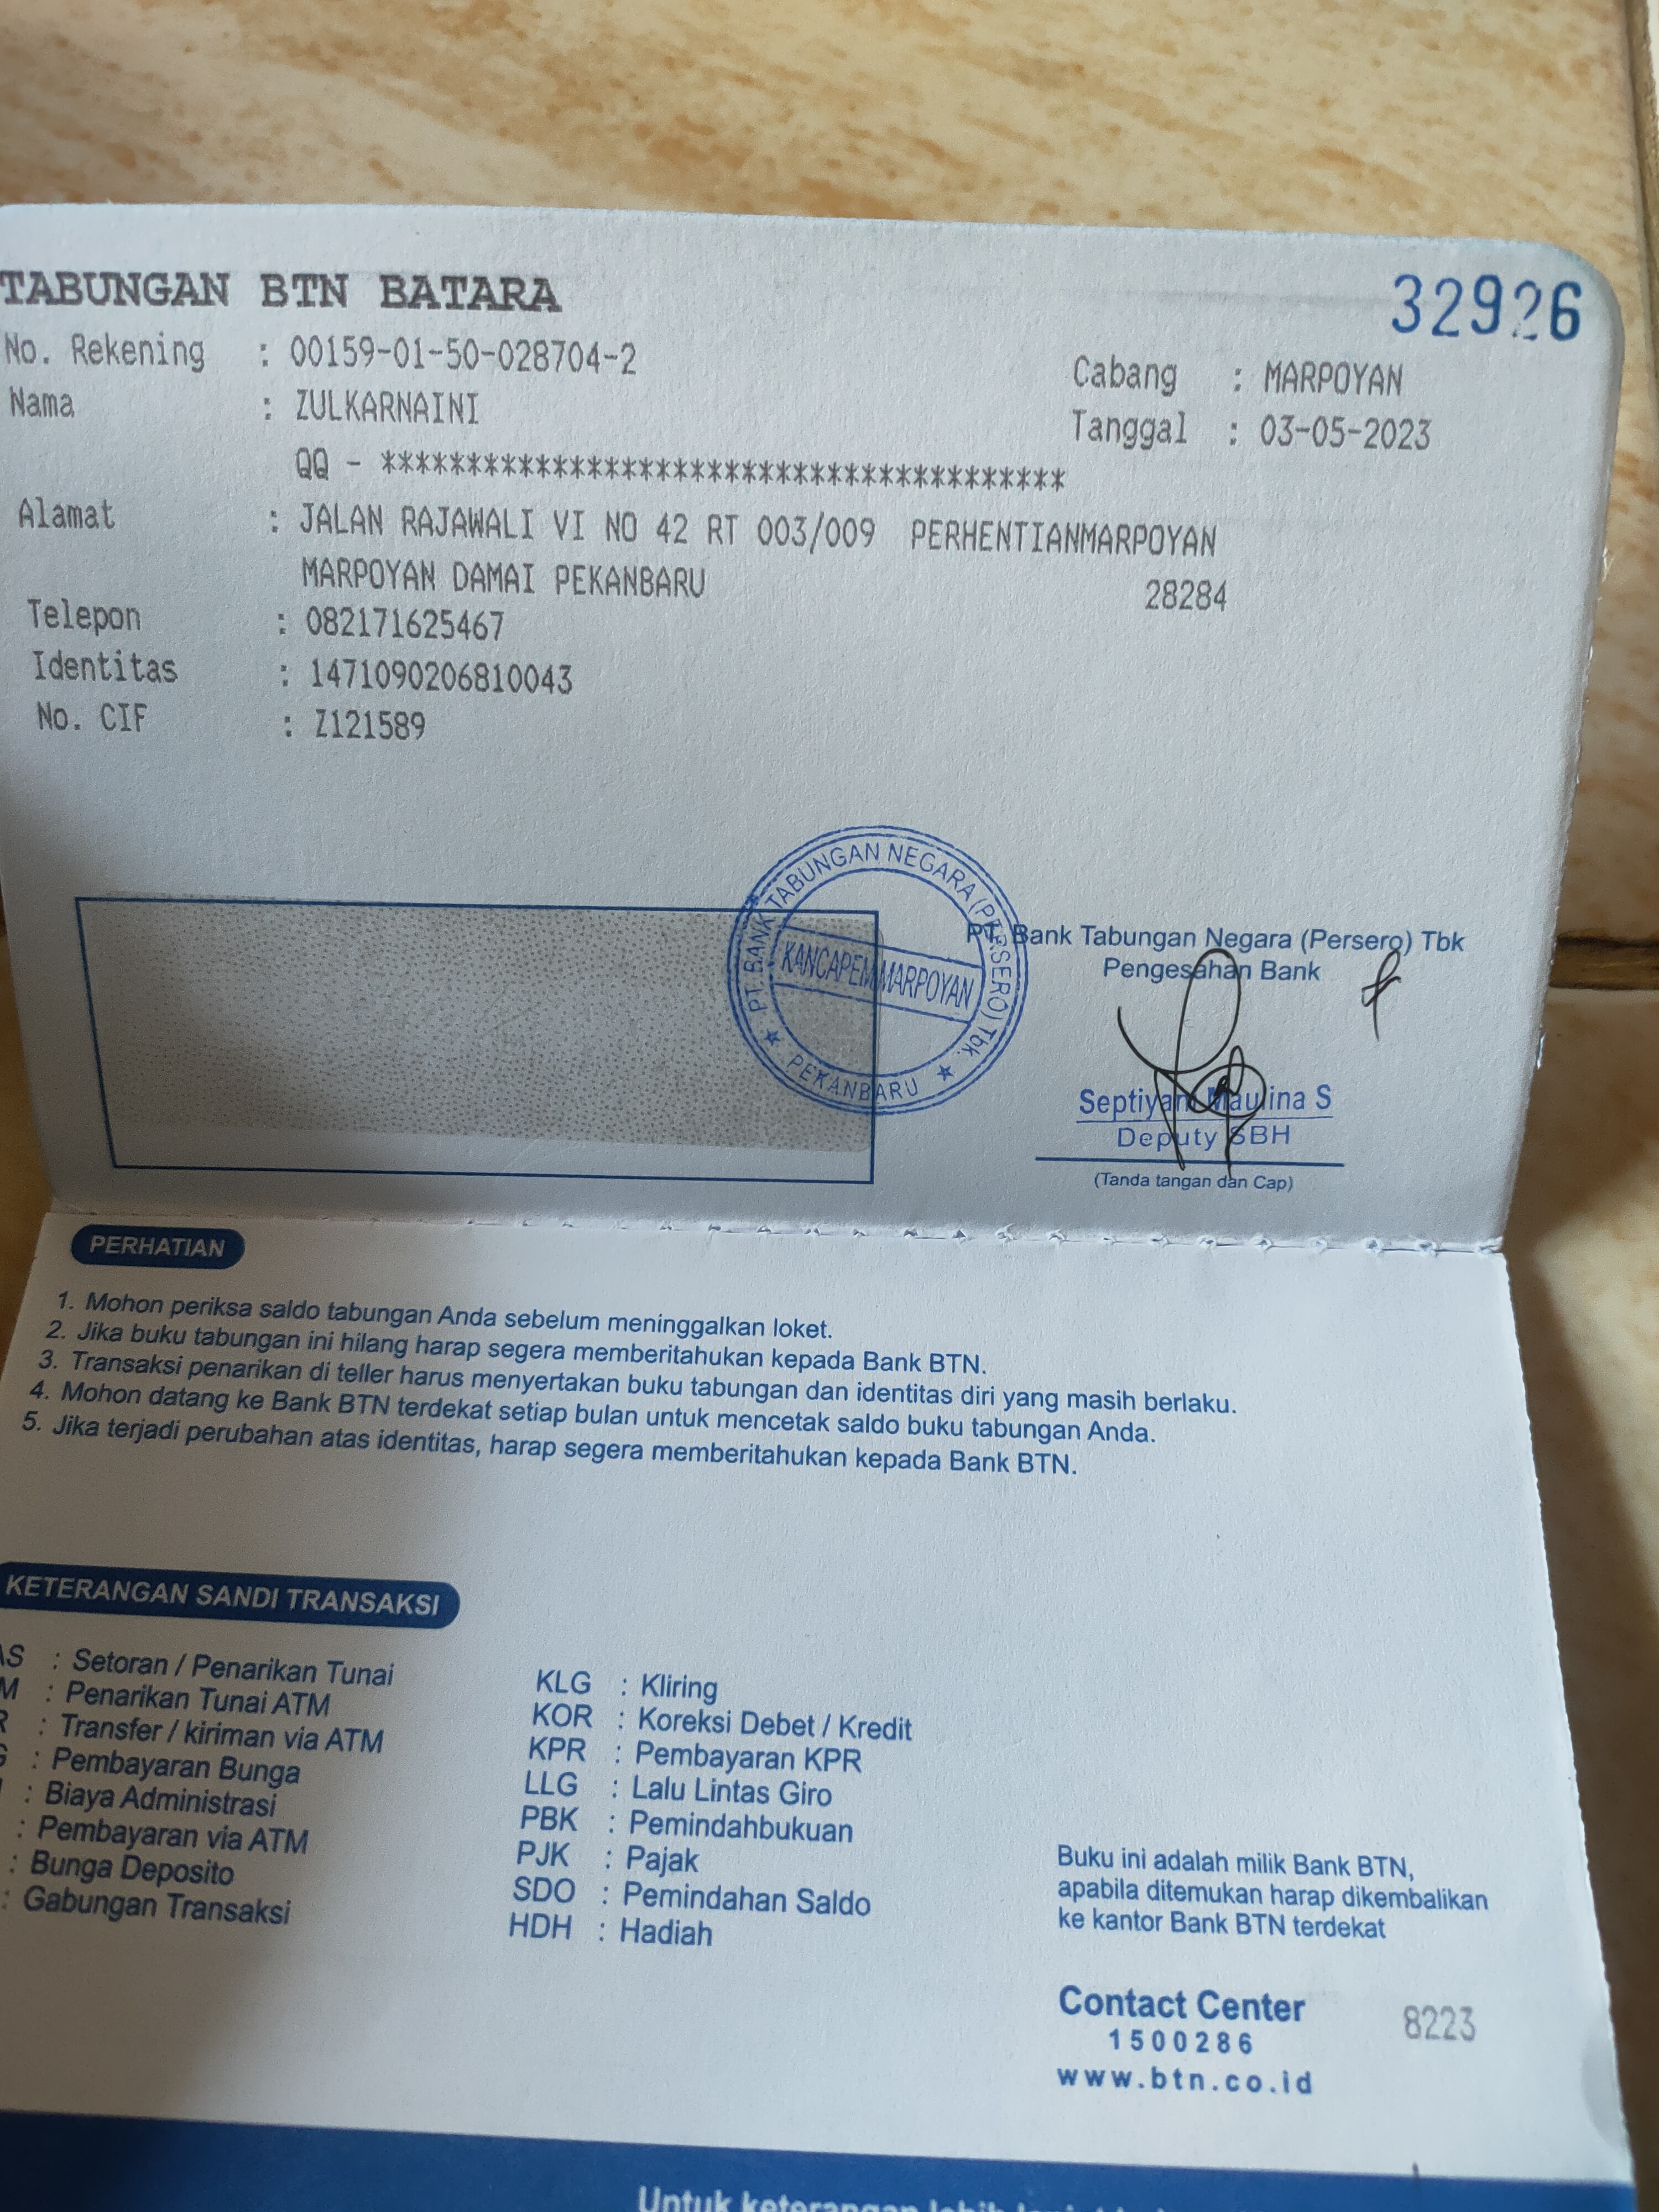 TABUNGAN BTN BATARA
32926
No. Rekening : 00159-01-50-028704-2
Cabang : MARPOYAN
Nama : ZULKARNAINI
Tanggal : 03-05-2023
QQ - ****************************************
Alamat : JALAN RAJAWALI VI NO 42 RT 003/009 PERHENTIANMARPOYAN
MARPOYAN DAMAI PEKANBARU 28284
Telepon : 082171625467
Identitas : 1471090206810043
No. CIF : Z121589
PT. BANK TABUNGAN NEGARA (PERSERO) Tbk.
KANCAPEM MARPOYAN
PEKANBARU
PT. Bank Tabungan Negara (Persero) Tbk
Pengesahan Bank
Septiyan Maulina S
Deputy SBH
(Tanda tangan dan Cap)
PERHATIAN
1. Mohon periksa saldo tabungan Anda sebelum meninggalkan loket.
2. Jika buku tabungan ini hilang harap segera memberitahukan kepada Bank BTN.
3. Transaksi penarikan di teller harus menyertakan buku tabungan dan identitas diri yang masih berlaku.
4. Mohon datang ke Bank BTN terdekat setiap bulan untuk mencetak saldo buku tabungan Anda.
5. Jika terjadi perubahan atas identitas, harap segera memberitahukan kepada Bank BTN.
KETERANGAN SANDI TRANSAKSI
: Setoran / Penarikan Tunai
: Penarikan Tunai ATM
: Transfer / kiriman via ATM
: Pembayaran Bunga
: Biaya Administrasi
: Pembayaran via ATM
: Bunga Deposito
: Gabungan Transaksi
KLG : Kliring
KOR : Koreksi Debet / Kredit
KPR : Pembayaran KPR
LLG : Lalu Lintas Giro
PBK : Pemindahbukuan
PJK : Pajak
SDO : Pemindahan Saldo
HDH : Hadiah
Buku ini adalah milik Bank BTN,
apabila ditemukan harap dikembalikan
ke kantor Bank BTN terdekat
Contact Center
1500286
www.btn.co.id
8223
Untuk keterangan lebih